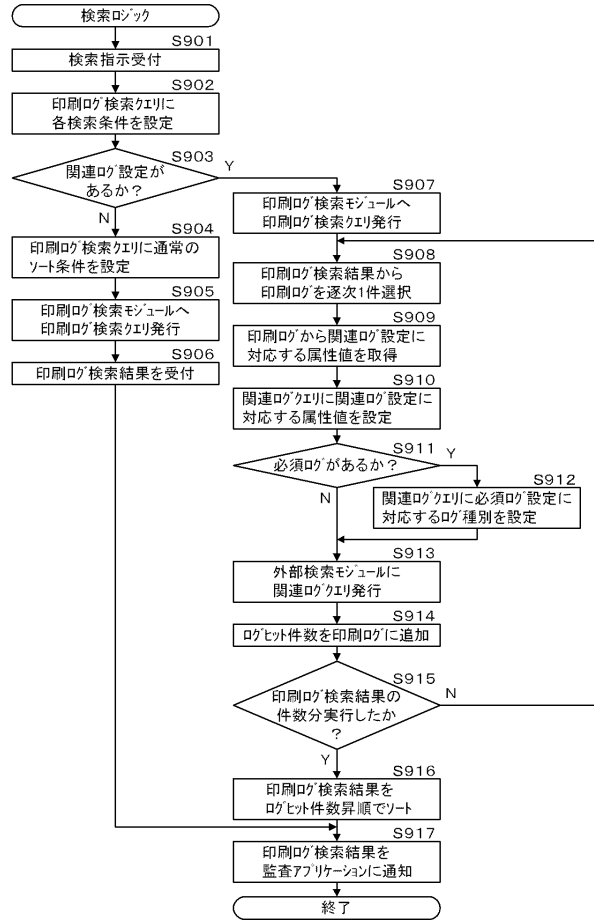 検索ロジック
S901
検索指示受付
S902
印刷ログ検索クエリに
各検索条件を設定
S903
関連ログ設定が
あるか？
Y
N
S904
印刷ログ検索クエリに通常の
ソート条件を設定
S905
印刷ログ検索モジュールへ
印刷ログ検索クエリ発行
S906
印刷ログ検索結果を受付
S907
印刷ログ検索モジュールへ
印刷ログ検索クエリ発行
S908
印刷ログ検索結果から
印刷ログを逐次1件選択
S909
印刷ログから関連ログ設定に
対応する属性値を取得
S910
関連ログクエリに関連ログ設定に
対応する属性値を設定
S911
必須ログがあるか？
Y
N
S912
関連ログクエリに必須ログ設定に
対応するログ種別を設定
S913
外部検索モジュールに
関連ログクエリ発行
S914
ログヒット件数を印刷ログに追加
S915
印刷ログ検索結果の
件数分実行したか
？
N
Y
S916
印刷ログ検索結果を
ログヒット件数昇順でソート
S917
印刷ログ検索結果を
監査アプリケーションに通知
終了